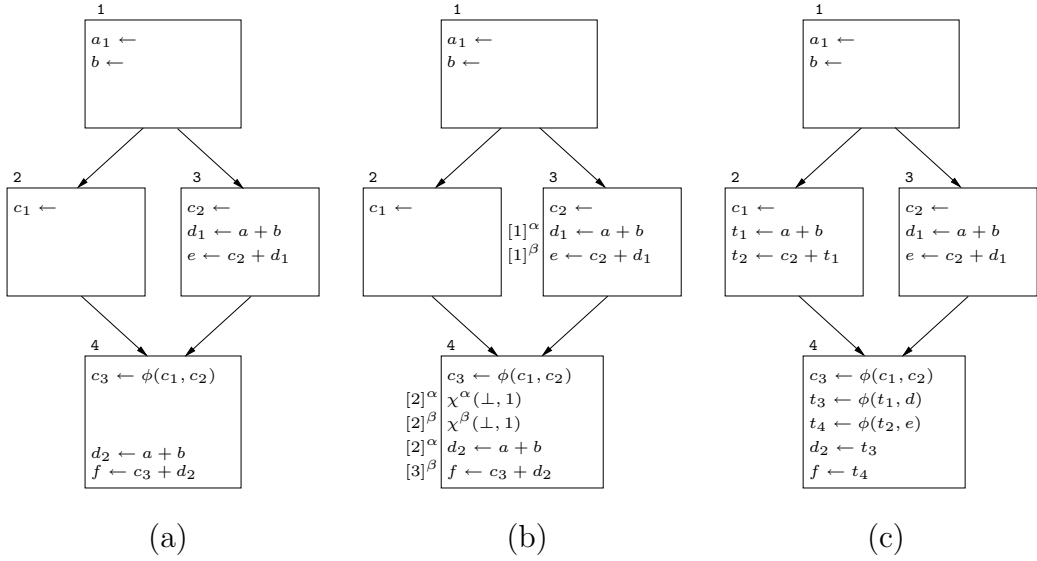 1
a₁ ←
b ←
2
c₁ ←
3
c₂ ←
d₁ ← a + b
e ← c₂ + d₁
4
c₃ ← ϕ(c₁, c₂)
d₂ ← a + b
f ← c₃ + d₂
(a)
1
a₁ ←
b ←
2
c₁ ←
3
c₂ ←
[1]^α d₁ ← a + b
[1]^β e ← c₂ + d₁
4
c₃ ← ϕ(c₁, c₂)
[2]^α χ^α(⊥, 1)
[2]^β χ^β(⊥, 1)
[2]^α d₂ ← a + b
[3]^β f ← c₃ + d₂
(b)
1
a₁ ←
b ←
2
c₁ ←
t₁ ← a + b
t₂ ← c₂ + t₁
3
c₂ ←
d₁ ← a + b
e ← c₂ + d₁
4
c₃ ← ϕ(c₁, c₂)
t₃ ← ϕ(t₁, d)
t₄ ← ϕ(t₂, e)
d₂ ← t₃
f ← t₄
(c)